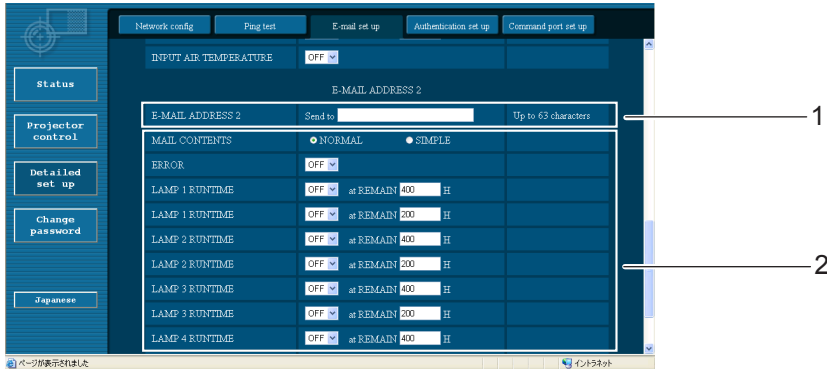 Network config Ping test E-mail set up Authentication set up Command port set up
INPUT AIR TEMPERATURE OFF
Status
Projector control
Detailed set up
Change password
Japanese
E-MAIL ADDRESS 2
E-MAIL ADDRESS 2 Send to Up to 63 characters
1
MAIL CONTENTS NORMAL SIMPLE
ERROR OFF
LAMP 1 RUNTIME OFF at REMAIN 400 H
LAMP 1 RUNTIME OFF at REMAIN 200 H
LAMP 2 RUNTIME OFF at REMAIN 400 H
LAMP 2 RUNTIME OFF at REMAIN 200 H
2
LAMP 3 RUNTIME OFF at REMAIN 400 H
LAMP 3 RUNTIME OFF at REMAIN 200 H
LAMP 4 RUNTIME OFF at REMAIN 400 H
ページが表示されました イントラネット